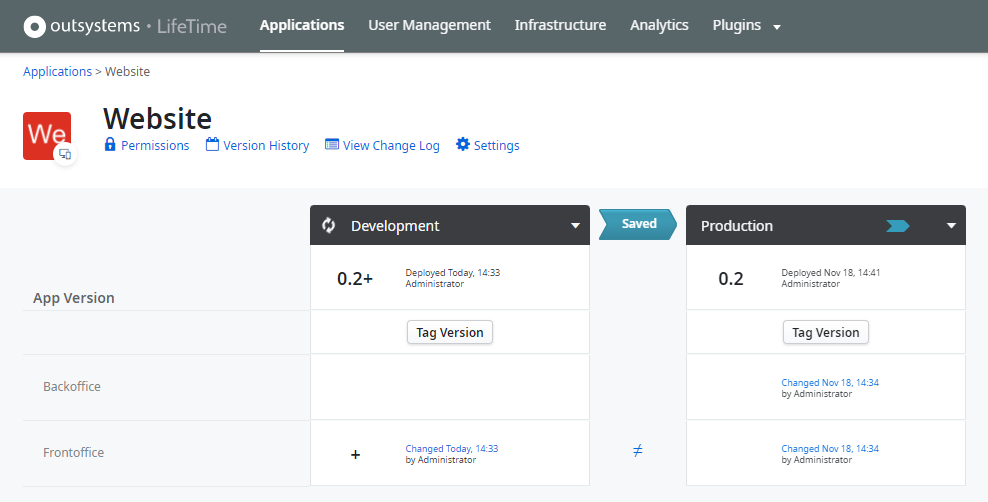 outsystems • LifeTime Applications User Management Infrastructure Analytics Plugins
Applications > Website
We
Website
Permissions Version History View Change Log Settings
Development Saved Production
App Version
0.2+ Deployed Today, 14:33
Administrator
0.2 Deployed Nov 18, 14:41
Administrator
Tag Version Tag Version
Backoffice
Changed Nov 18, 14:34
by Administrator
Frontoffice
+ Changed Today, 14:33
by Administrator
≠
Changed Nov 18, 14:34
by Administrator